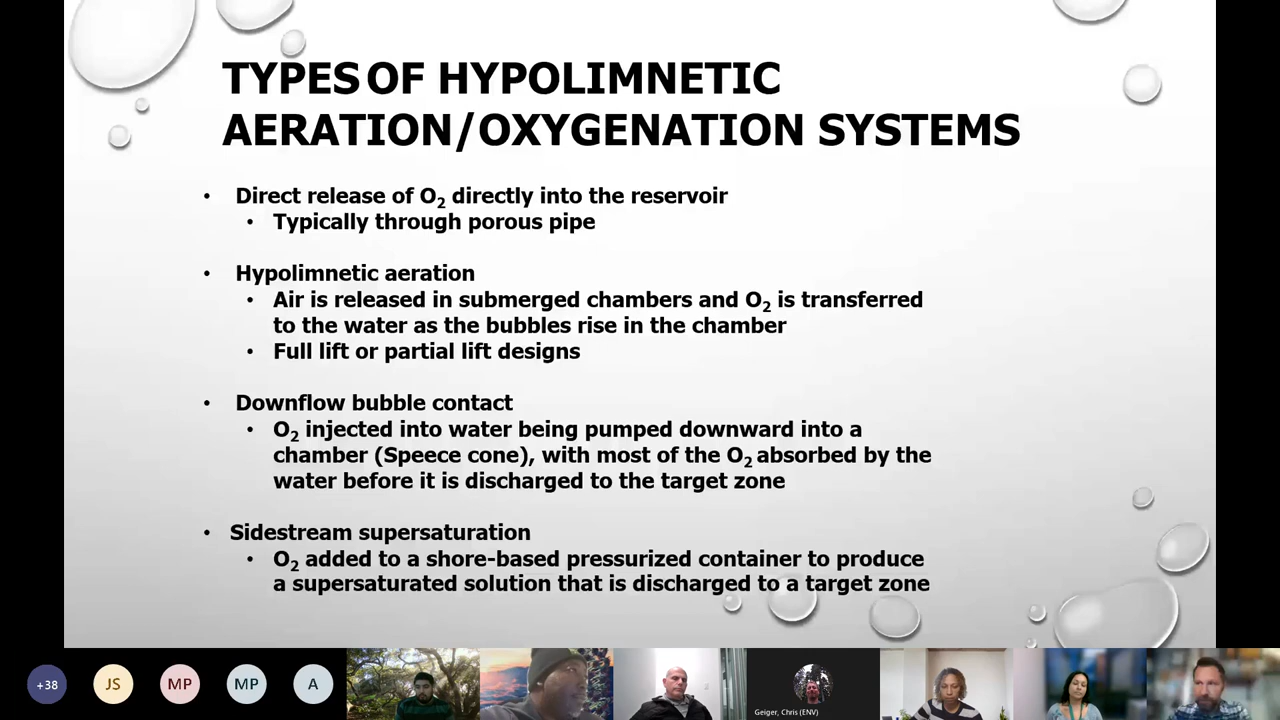 TYPES OF HYPOLIMNETIC
AERATION/OXYGENATION SYSTEMS
• Direct release of O2 directly into the reservoir
• Typically through porous pipe
• Hypolimnetic aeration
• Air is released in submerged chambers and O2 is transferred
to the water as the bubbles rise in the chamber
• Full lift or partial lift designs
• Downflow bubble contact
• O2 injected into water being pumped downward into a
chamber (Speece cone), with most of the O2 absorbed by the
water before it is discharged to the target zone
• Sidestream supersaturation
• O2 added to a shore-based pressurized container to produce
a supersaturated solution that is discharged to a target zone
+38 JS MP MP A
Geiger, Chris (ENV)